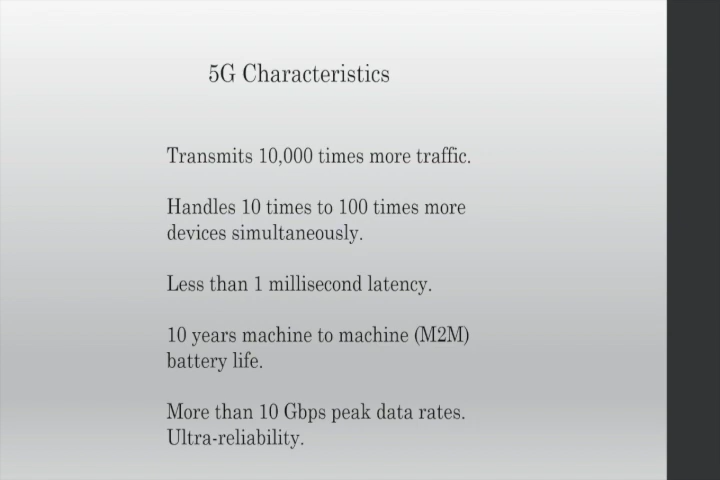 5G Characteristics
Transmits 10,000 times more traffic.
Handles 10 times to 100 times more
devices simultaneously.
Less than 1 millisecond latency.
10 years machine to machine (M2M)
battery life.
More than 10 Gbps peak data rates.
Ultra-reliability.